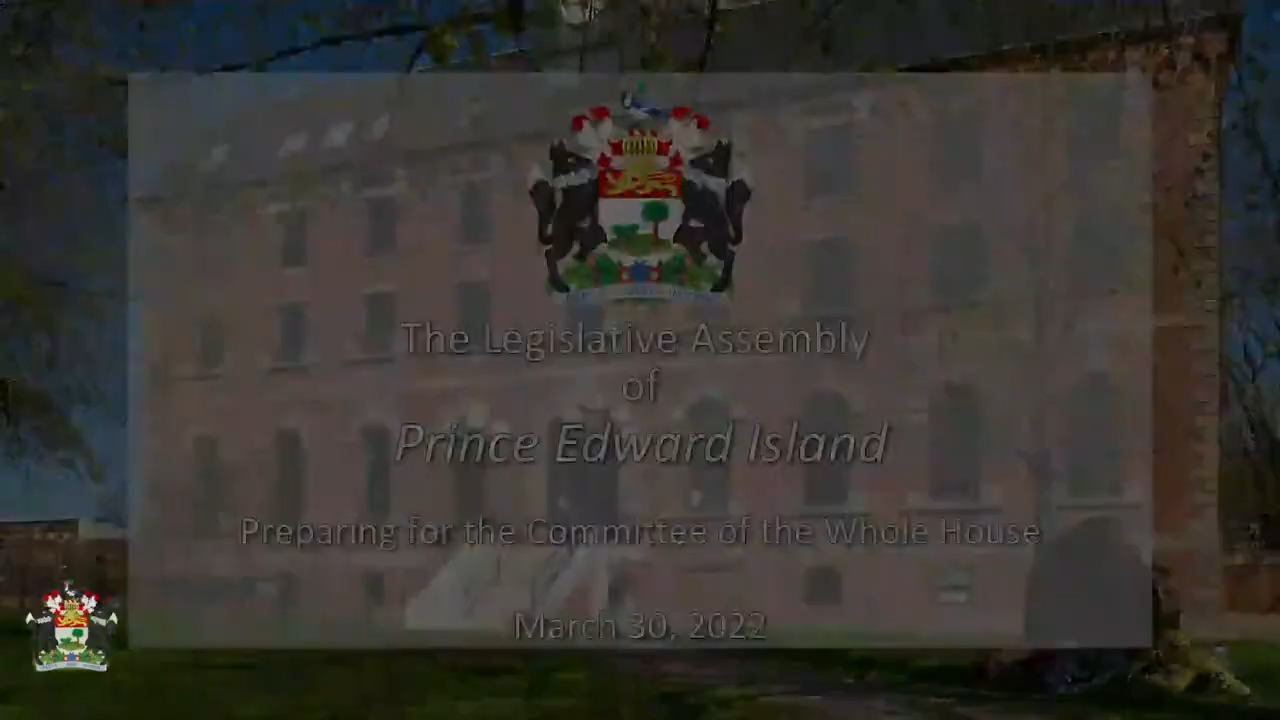 The Legislative Assembly
of
Prince Edward Island
Preparing for the Committee of the Whole House
March 30, 2022